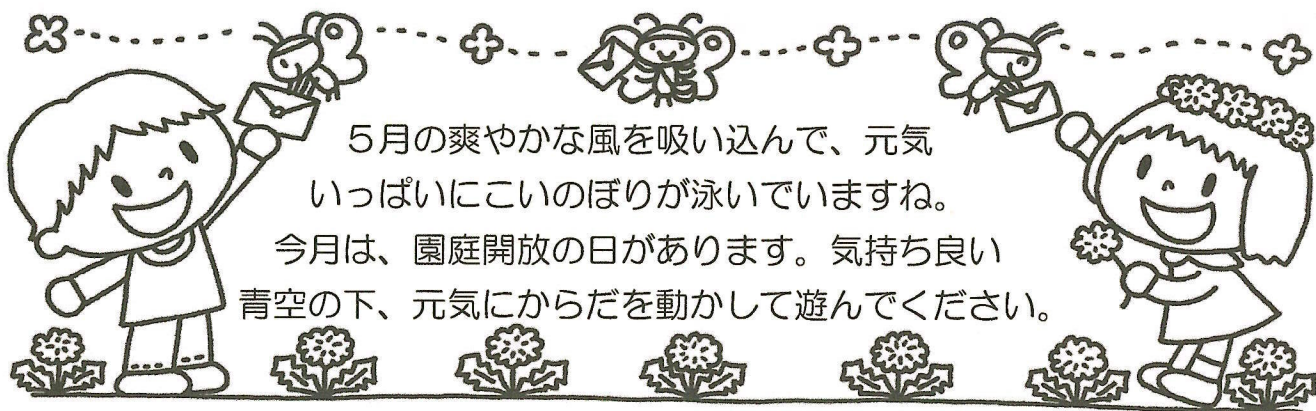 5月の爽やかな風を吸い込んで、元気
いっぱいにこいのぼりが泳いでいますね。
今月は、園庭開放の日があります。気持ち良い
青空の下、元気にからだを動かして遊んでください。